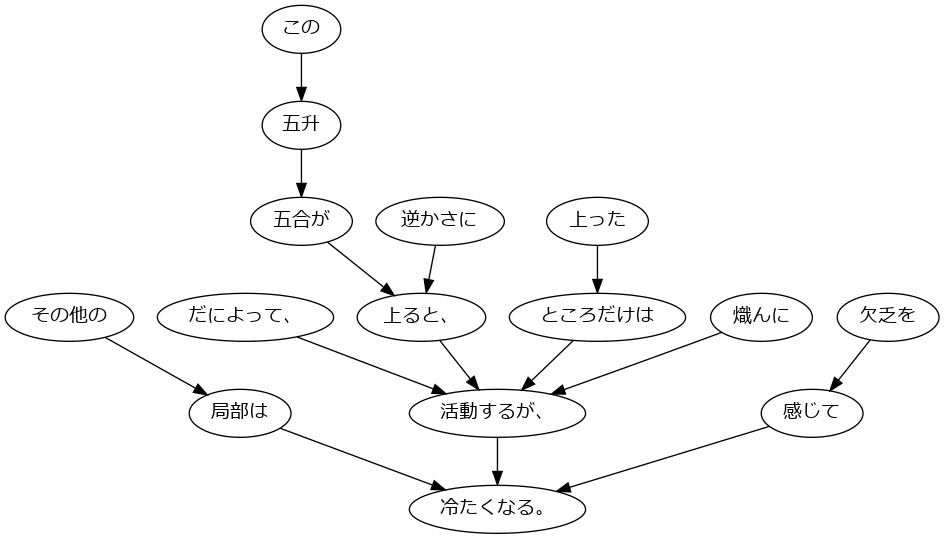 この
五升
五合が
逆かさに
上った
その他の
だによって、
上ると、
ところだけは
熾んに
欠乏を
局部は
活動するが、
感じて
冷たくなる。